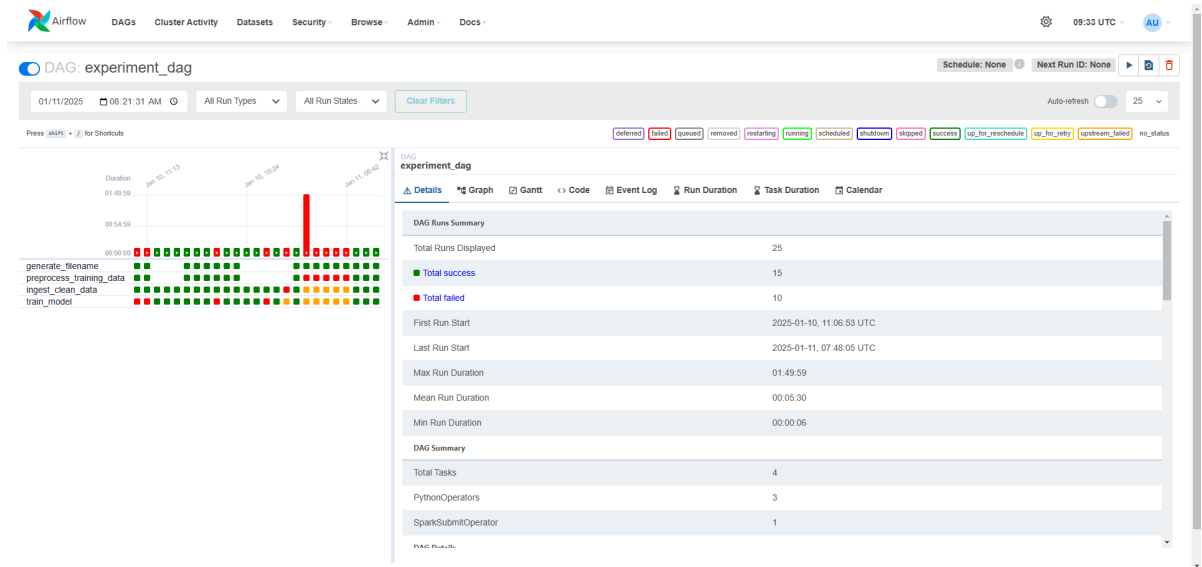 Airflow DAGs Cluster Activity Datasets Security Browse Admin Docs 09:33 UTC AU
DAG: experiment_dag Schedule: None Next Run ID: None
01/11/2025 08:21:31 AM All Run Types All Run States Clear Filters Auto-refresh 25
Press shift + / for Shortcuts deferred failed queued removed restarting running scheduled shutdown skipped success up_for_reschedule up_for_retry upstream_failed no_status
Duration Jan 10, 11:13 Jan 10, 16:24 Jan 11, 06:42
01:49:59
00:54:59
00:00:00
generate_filename
preprocess_training_data
ingest_clean_data
train_model
DAG
experiment_dag
Details Graph Gantt <> Code Event Log Run Duration Task Duration Calendar
DAG Runs Summary
Total Runs Displayed 25
Total success 15
Total failed 10
First Run Start 2025-01-10, 11:06:53 UTC
Last Run Start 2025-01-11, 07:48:05 UTC
Max Run Duration 01:49:59
Mean Run Duration 00:05:30
Min Run Duration 00:00:06
DAG Summary
Total Tasks 4
PythonOperators 3
SparkSubmitOperator 1
DAG Details